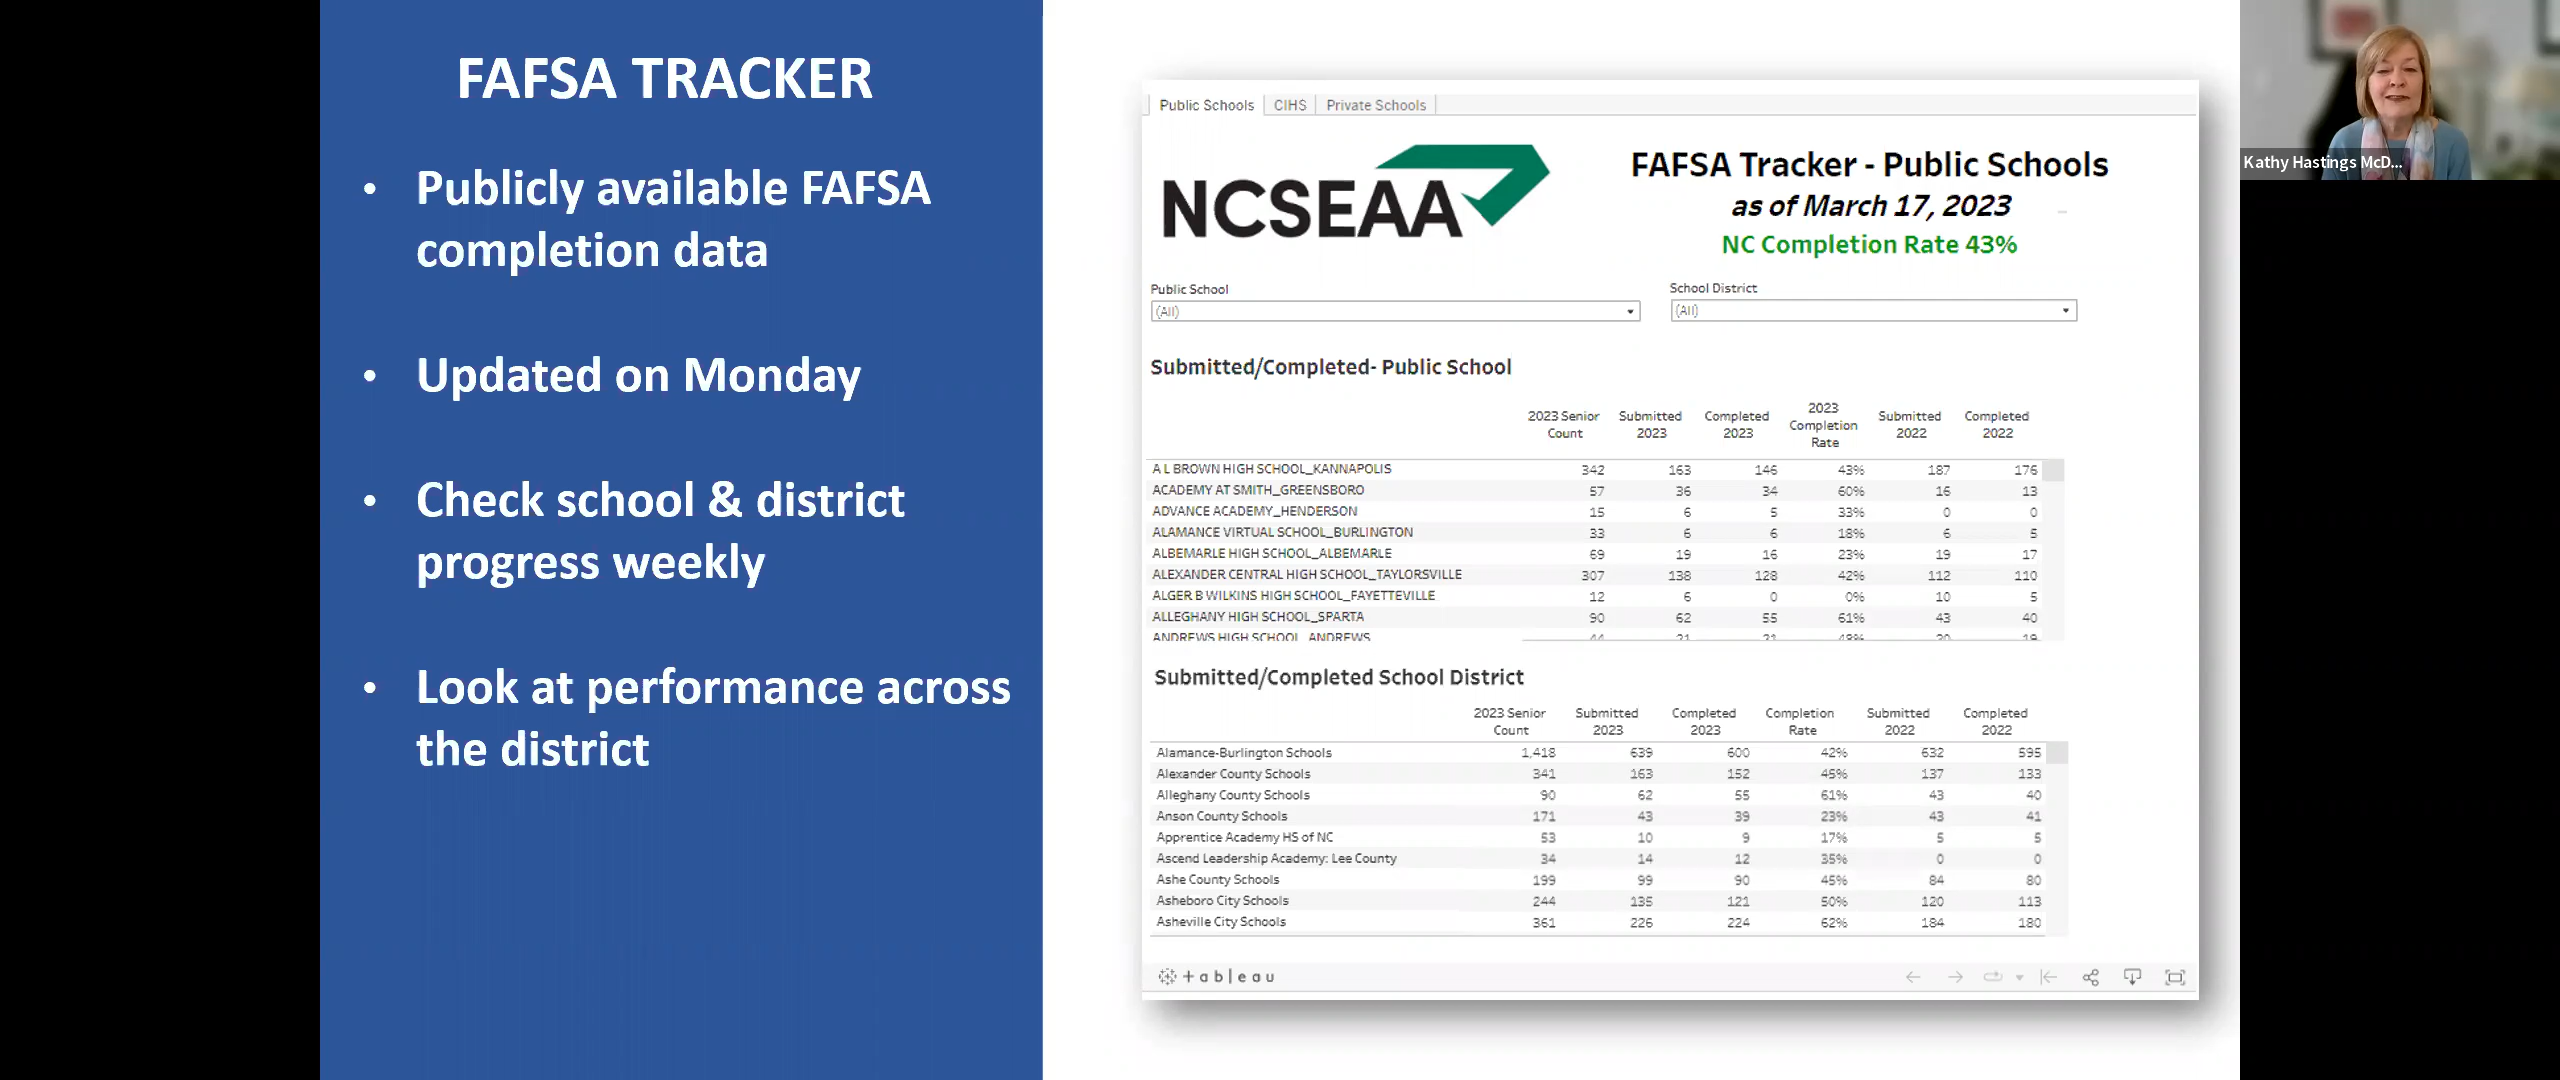 FAFSA TRACKER
• Publicly available FAFSA
completion data
• Updated on Monday
• Check school & district
progress weekly
• Look at performance across
the district
Public Schools CIHS Private Schools
NCSEAA
FAFSA Tracker - Public Schools
as of March 17, 2023
NC Completion Rate 43%
Public School
(All)
School District
(All)
Submitted/Completed- Public School
2023 Senior Count Submitted 2023 Completed 2023 2023 Completion Rate Submitted 2022 Completed 2022
A L BROWN HIGH SCHOOL_KANNAPOLIS 342 163 146 43% 187 176
ACADEMY AT SMITH_GREENSBORO 57 36 34 60% 16 13
ADVANCE ACADEMY_HENDERSON 15 6 5 33% 0 0
ALAMANCE VIRTUAL SCHOOL_BURLINGTON 33 6 6 18% 6 5
ALBEMARLE HIGH SCHOOL_ALBEMARLE 69 19 16 23% 19 17
ALEXANDER CENTRAL HIGH SCHOOL_TAYLORSVILLE 307 138 128 42% 112 110
ALGER B WILKINS HIGH SCHOOL_FAYETTEVILLE 12 6 0 0% 10 5
ALLEGHANY HIGH SCHOOL_SPARTA 90 62 55 61% 43 40
ANDREWS HIGH SCHOOL_ANDREWS 44 21 21 48% 20 19
Submitted/Completed School District
2023 Senior Count Submitted 2023 Completed 2023 Completion Rate Submitted 2022 Completed 2022
Alamance-Burlington Schools 1,418 639 600 42% 632 595
Alexander County Schools 341 163 152 45% 137 133
Alleghany County Schools 90 62 55 61% 43 40
Anson County Schools 171 43 39 23% 43 41
Apprentice Academy HS of NC 53 10 9 17% 5 5
Ascend Leadership Academy: Lee County 34 14 12 35% 0 0
Ashe County Schools 199 99 90 45% 84 80
Asheboro City Schools 244 135 121 50% 120 113
Asheville City Schools 361 226 224 62% 184 180
+ableau
Kathy Hastings McD...